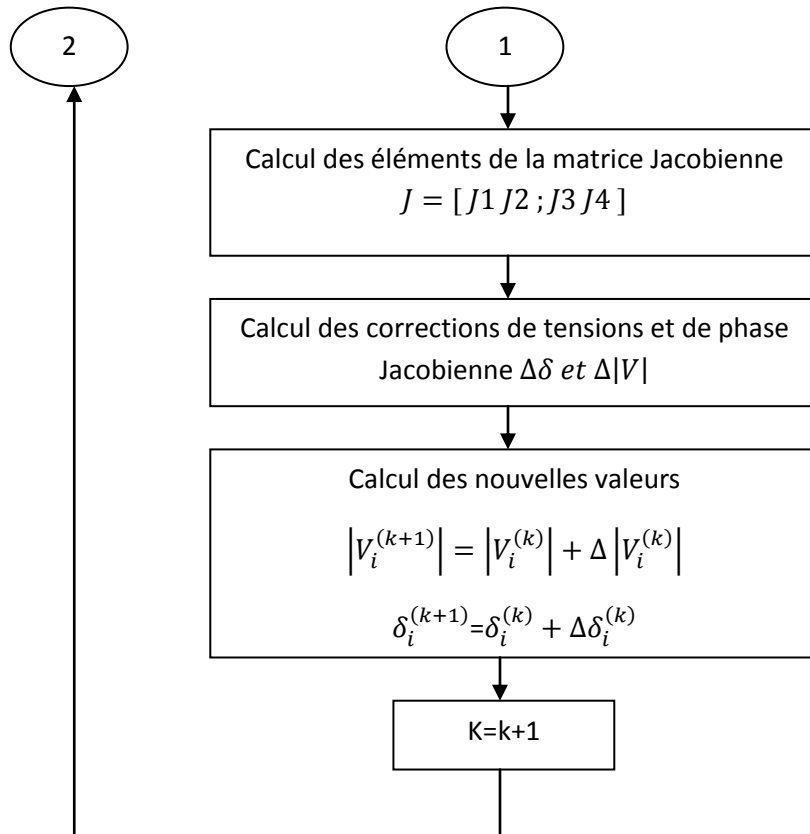 2
1
Calcul des éléments de la matrice Jacobienne
J = [ J1 J2 ; J3 J4 ]
Calcul des corrections de tensions et de phase
Jacobienne Δδ et Δ|V|
Calcul des nouvelles valeurs
|V_i^(k+1)| = |V_i^(k)| + Δ |V_i^(k)|
δ_i^(k+1)=δ_i^(k) + Δδ_i^(k)
K=k+1